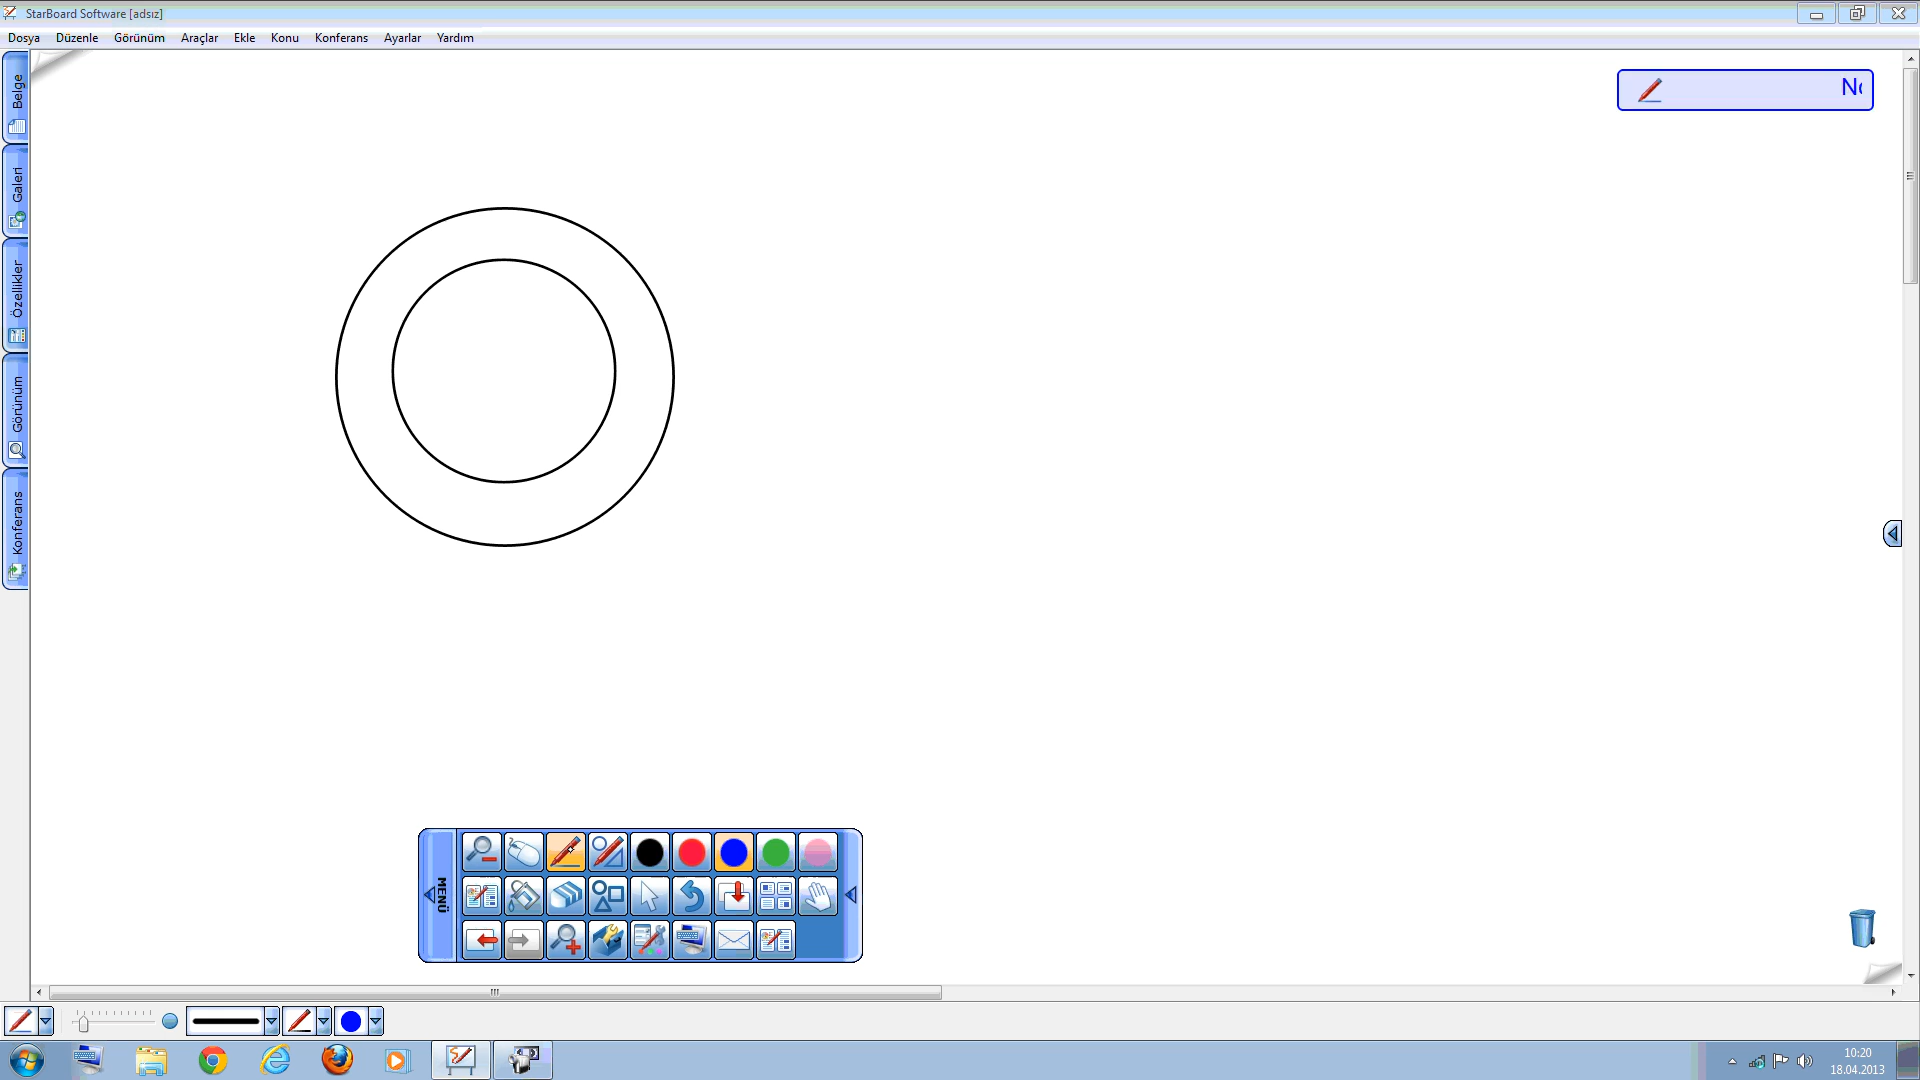 StarBoard Software [adsız]
Dosya Düzenle Görünüm Araçlar Ekle Konu Konferans Ayarlar Yardım
Belge
Galeri
Özellikler
Görünüm
Konferans
MENÜ
10:20
18.04.2013